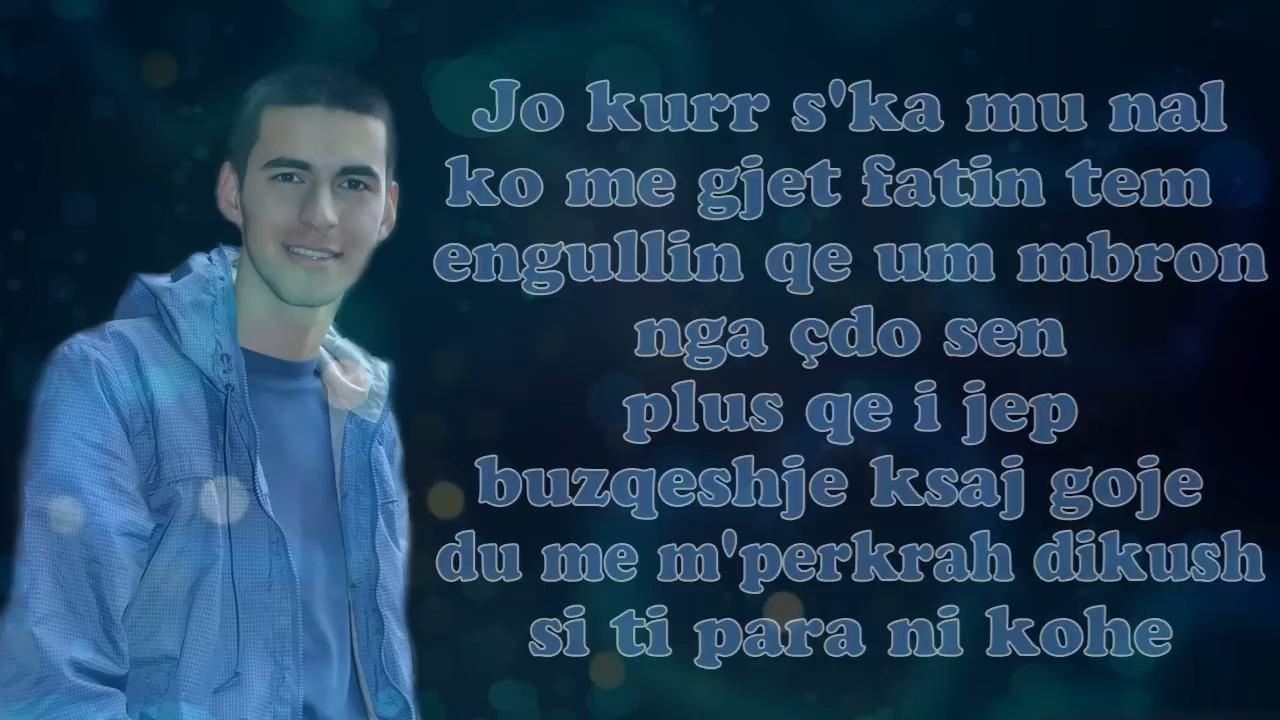 Jo kurr s'ka mu nal
ko me gjet fatin tem
engullin qe um mbron
nga çdo sen
plus qe i jep
buzqeshje ksaj goje
du me m'perkrah dikush
si ti para ni kohe